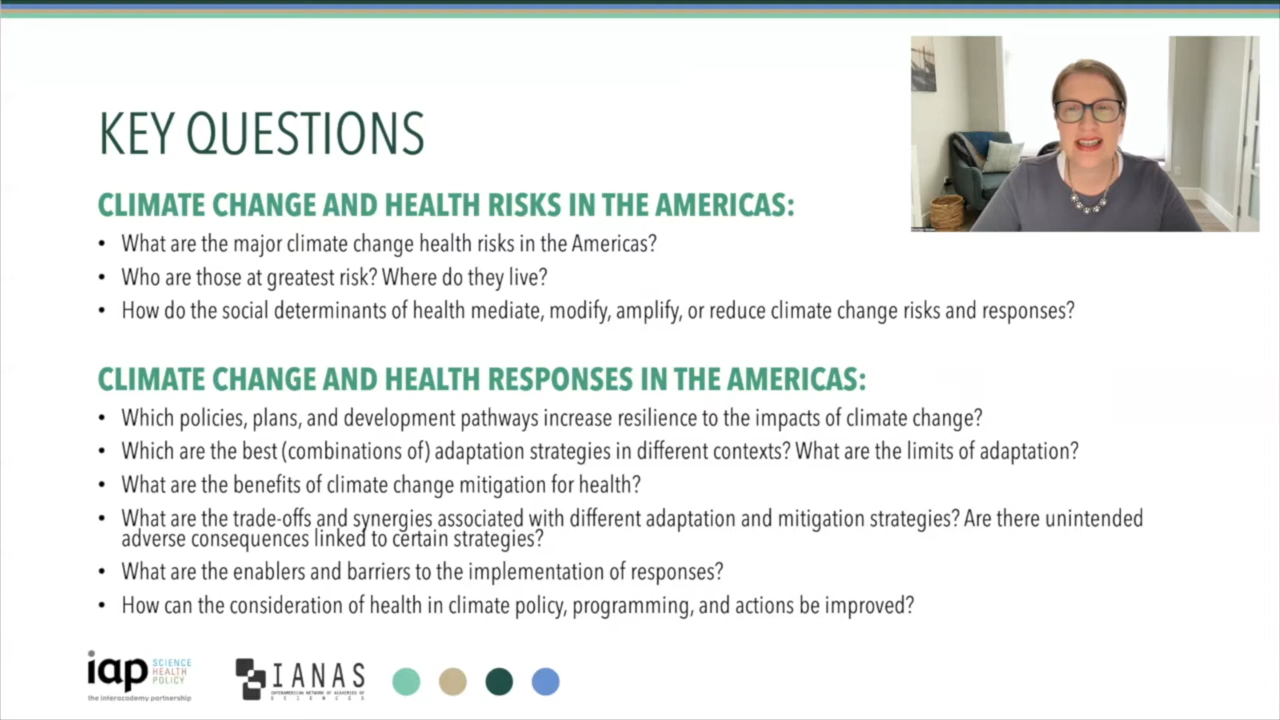 KEY QUESTIONS
CLIMATE CHANGE AND HEALTH RISKS IN THE AMERICAS:
• What are the major climate change health risks in the Americas?
• Who are those at greatest risk? Where do they live?
• How do the social determinants of health mediate, modify, amplify, or reduce climate change risks and responses?
CLIMATE CHANGE AND HEALTH RESPONSES IN THE AMERICAS:
• Which policies, plans, and development pathways increase resilience to the impacts of climate change?
• Which are the best (combinations of) adaptation strategies in different contexts? What are the limits of adaptation?
• What are the benefits of climate change mitigation for health?
• What are the trade-offs and synergies associated with different adaptation and mitigation strategies? Are there unintended
adverse consequences linked to certain strategies?
• What are the enablers and barriers to the implementation of responses?
• How can the consideration of health in climate policy, programming, and actions be improved?
iap SCIENCE
HEALTH
POLICY
the interacademy partnership
IANAS
INTERAMERICAN NETWORK OF ACADEMIES OF
SCIENCES